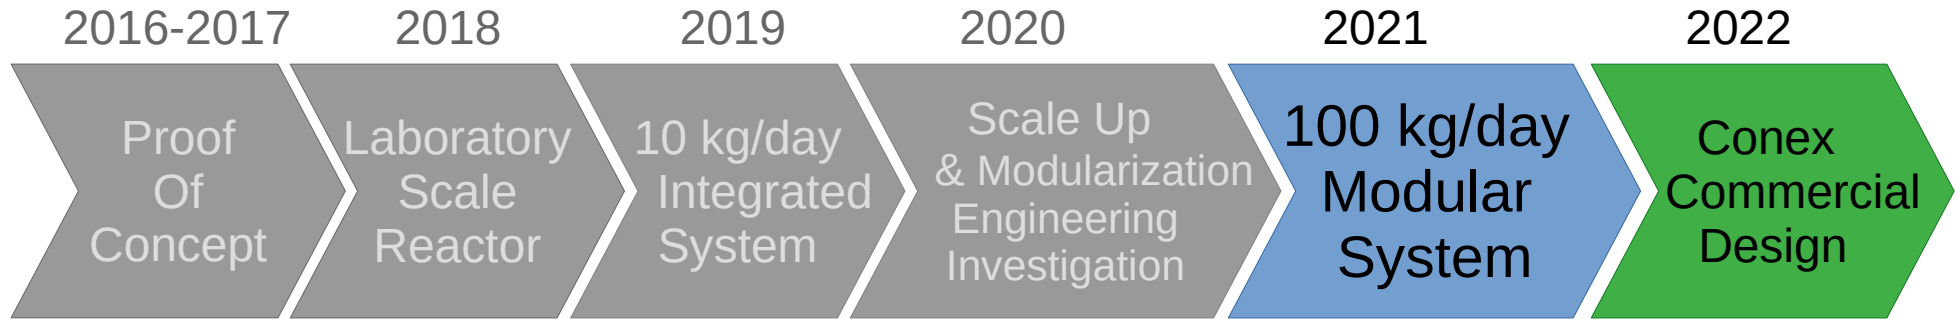 2016-2017
Proof
Of
Concept
2018
Laboratory
Scale
Reactor
2019
10 kg/day
Integrated
System
2020
Scale Up
& Modularization
Engineering
Investigation
2021
100 kg/day
Modular
System
2022
Conex
Commercial
Design